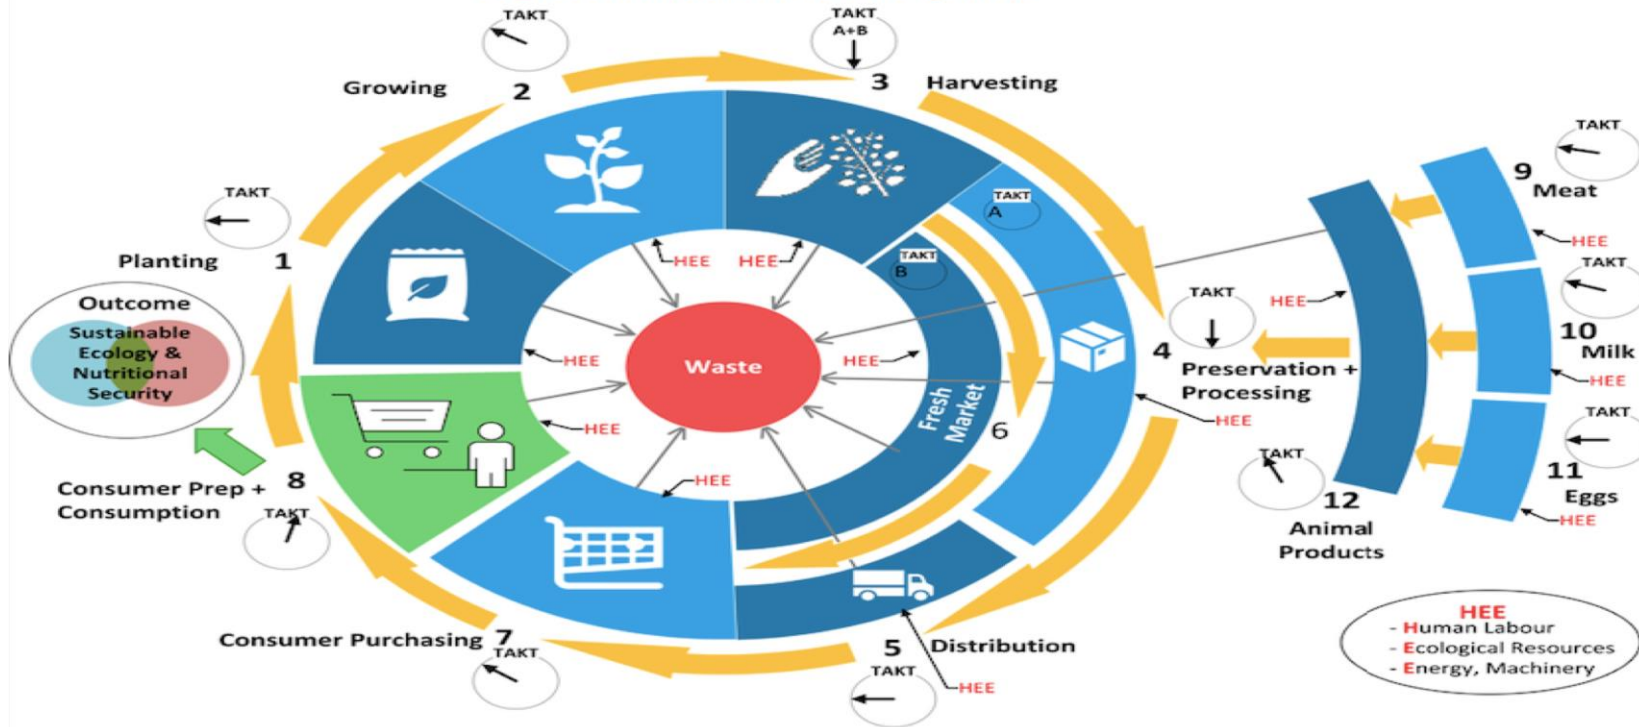 TAKT
Growing
2
TAKT
A+B
3
Harvesting
TAKT
Planting
1
TAKT
A
TAKT
B
HEE
HEE
HEE
HEE
HEE
HEE
Waste
Fresh
Market
6
Outcome
Sustainable
Ecology &
Nutritional
Security
TAKT
4
Preservation +
Processing
HEE
TAKT
9
Meat
HEE
TAKT
10
Milk
HEE
TAKT
11
Eggs
HEE
HEE
TAKT
12
Animal
Products
Consumer Prep +
Consumption
8
TAKT
Consumer Purchasing
7
TAKT
5
Distribution
TAKT
HEE
HEE
- Human Labour
- Ecological Resources
- Energy, Machinery